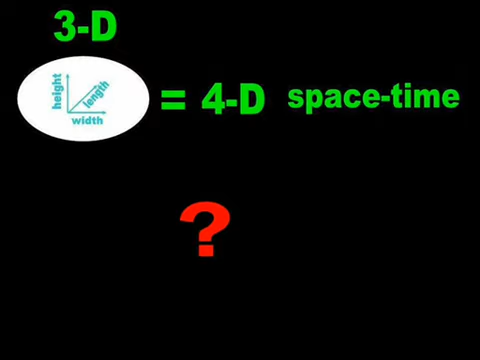 3-D
height
length
width
= 4-D space-time
?